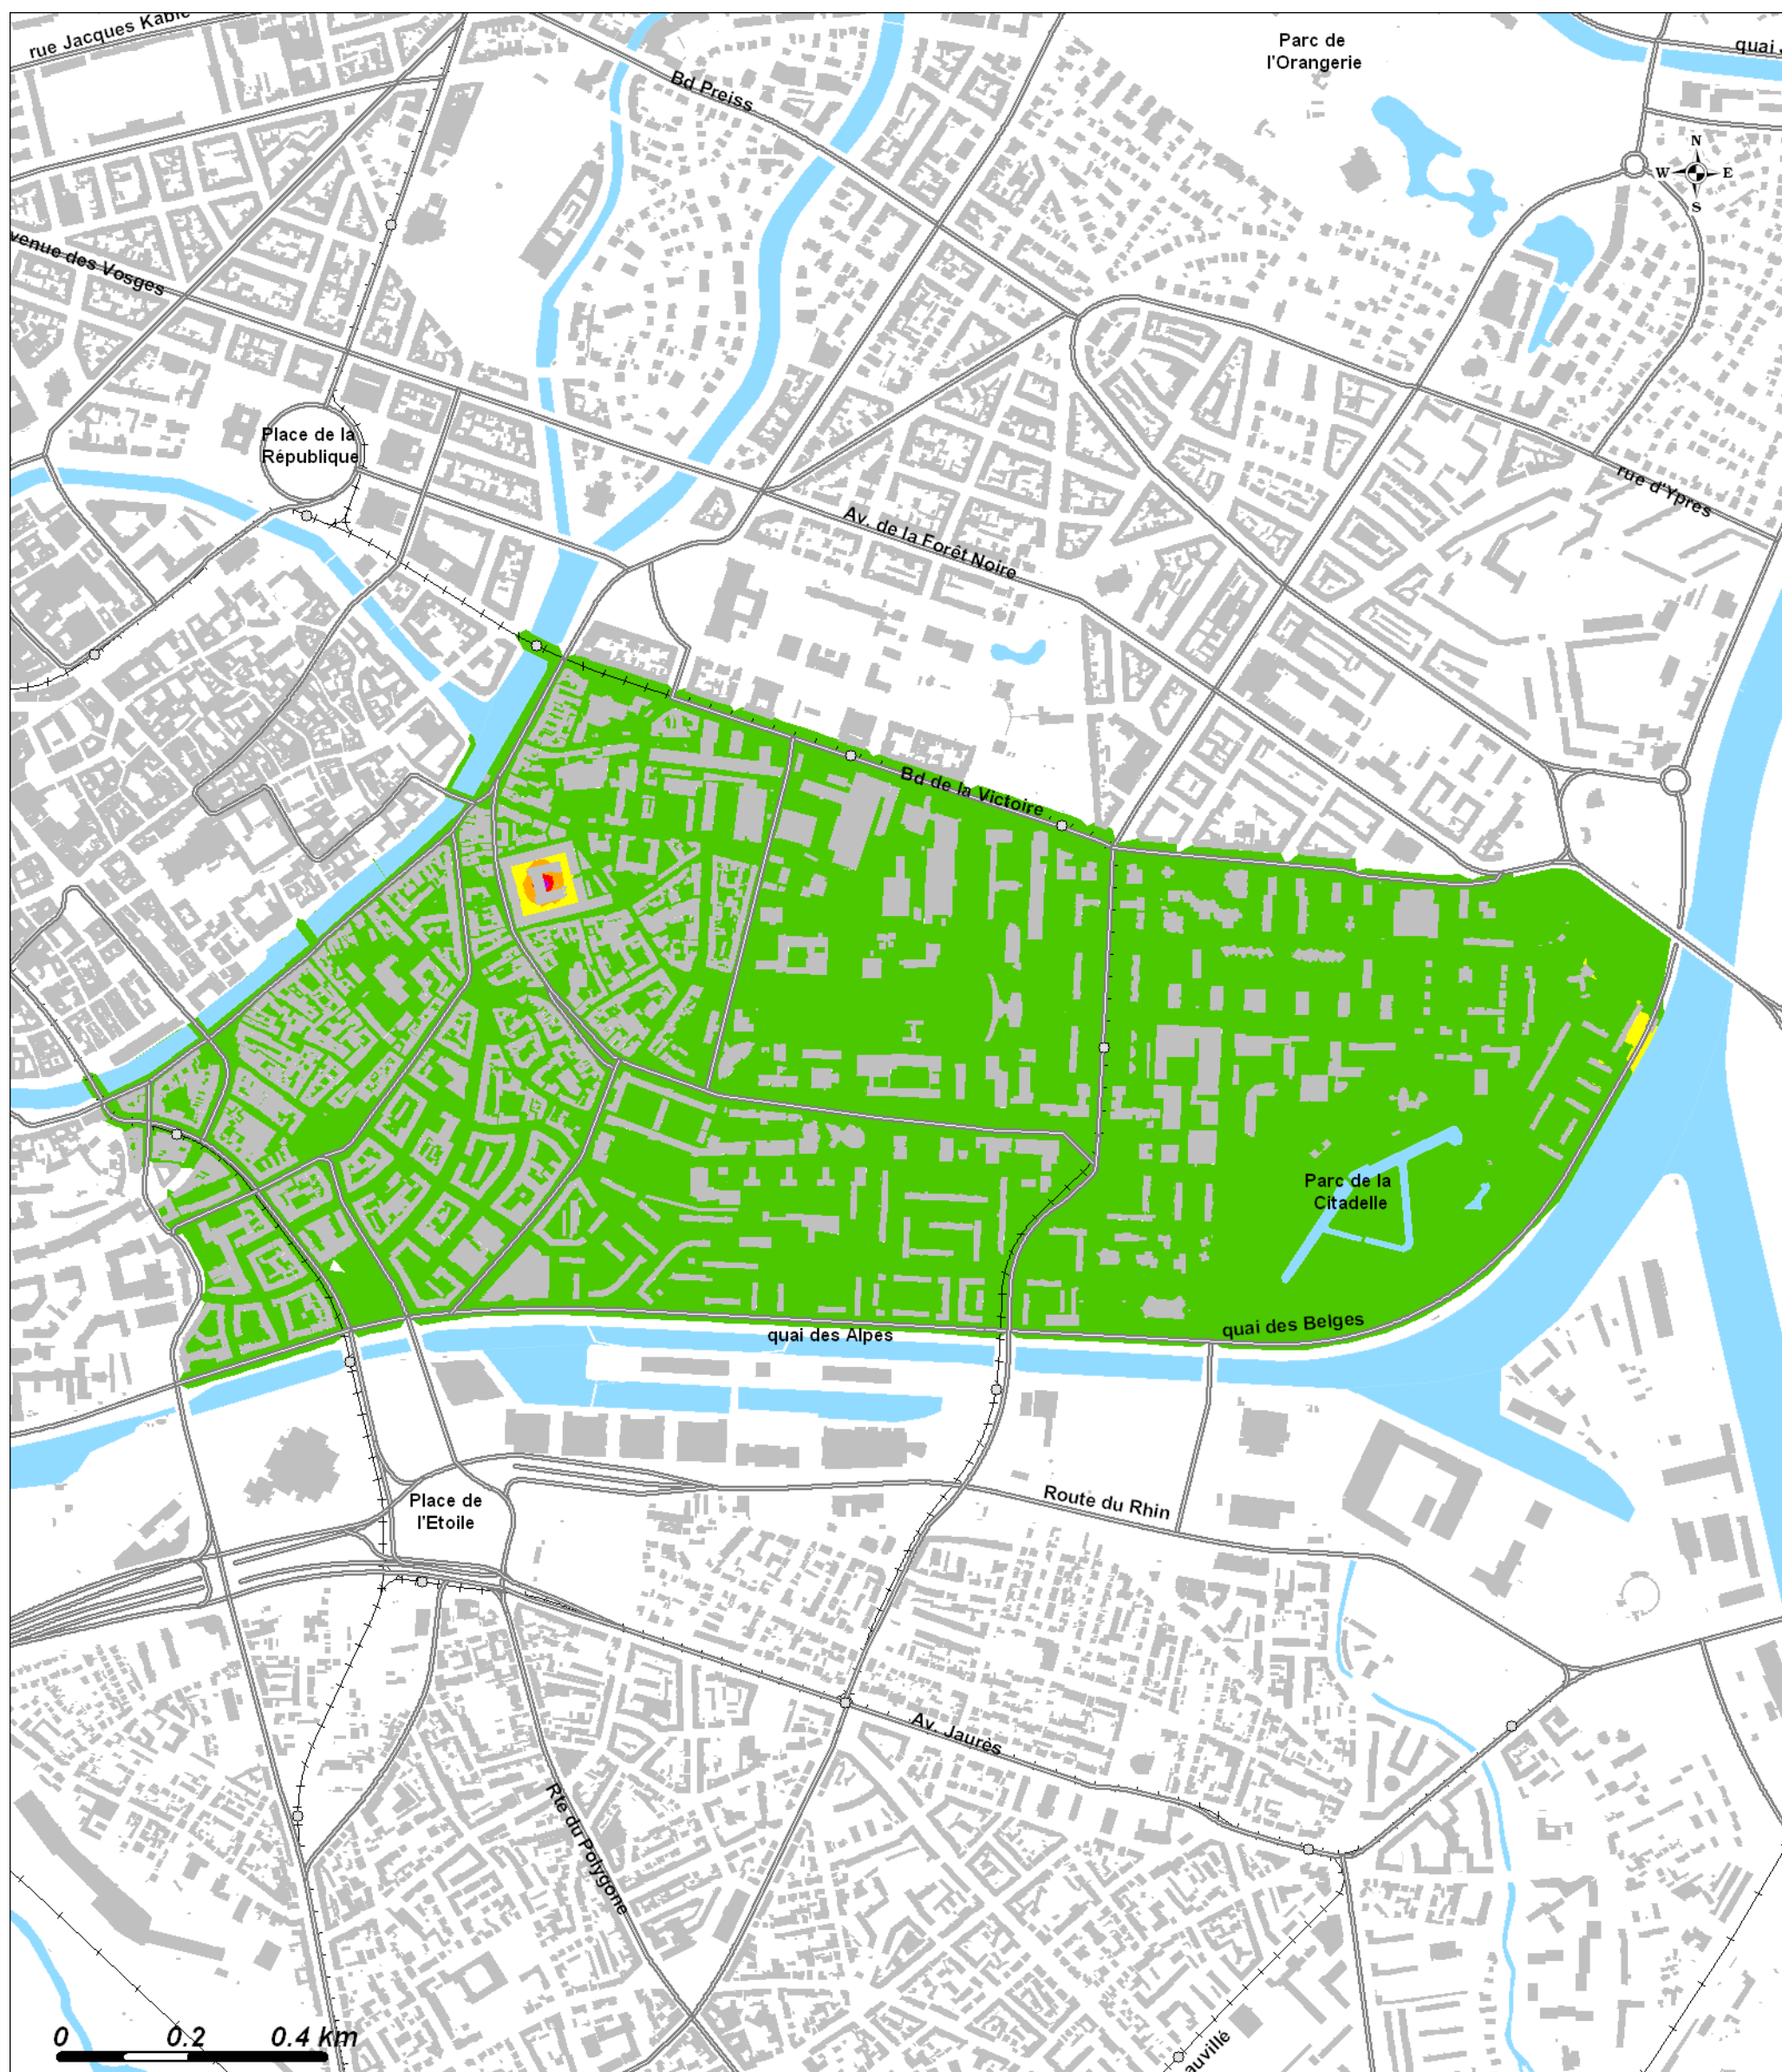 rue Jacques Kablé
Parc de
l'Orangerie
quai
Bd Preiss
N
W E
S
venue des Vosges
Place de la
République
rue d'Ypres
Av. de la Forêt Noire
Bd de la Victoire
Parc de la
Citadelle
quai des Belges
quai des Alpes
Place de
l'Etoile
Route du Rhin
Av. Jaurès
Rte du Polygone
0 0.2 0.4 km
auvillé